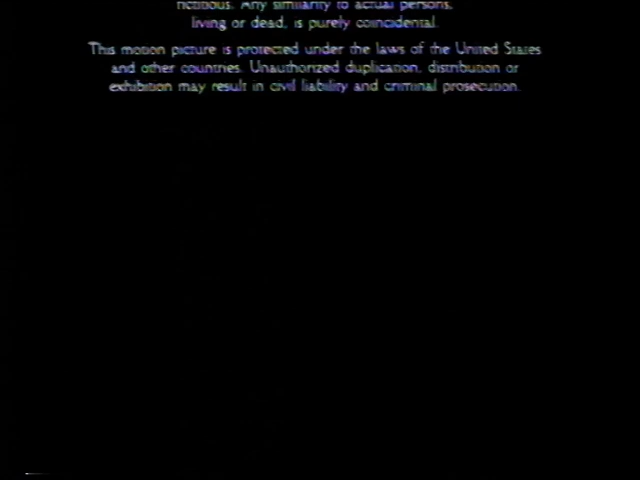 fictitious. Any similarity to actual persons,
living or dead, is purely coincidental.
This motion picture is protected under the laws of the United States
and other countries. Unauthorized duplication, distribution or
exhibition may result in civil liability and criminal prosecution.